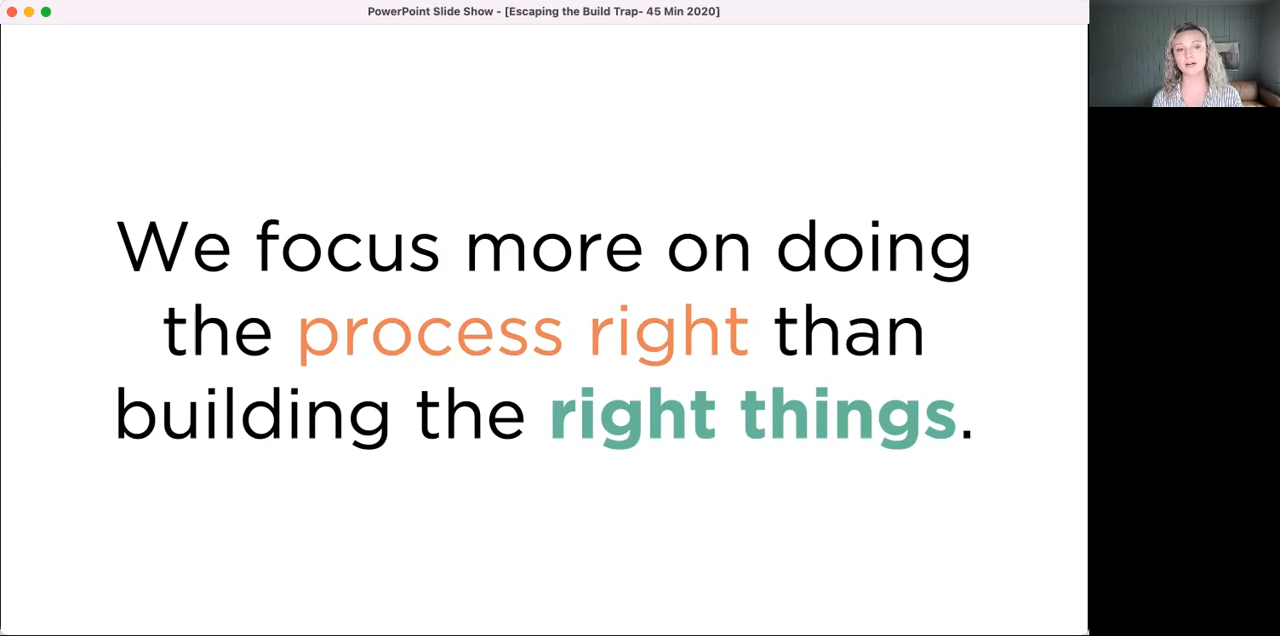 PowerPoint Slide Show - [Escaping the Build Trap- 45 Min 2020]
We focus more on doing
the process right than
building the right things.